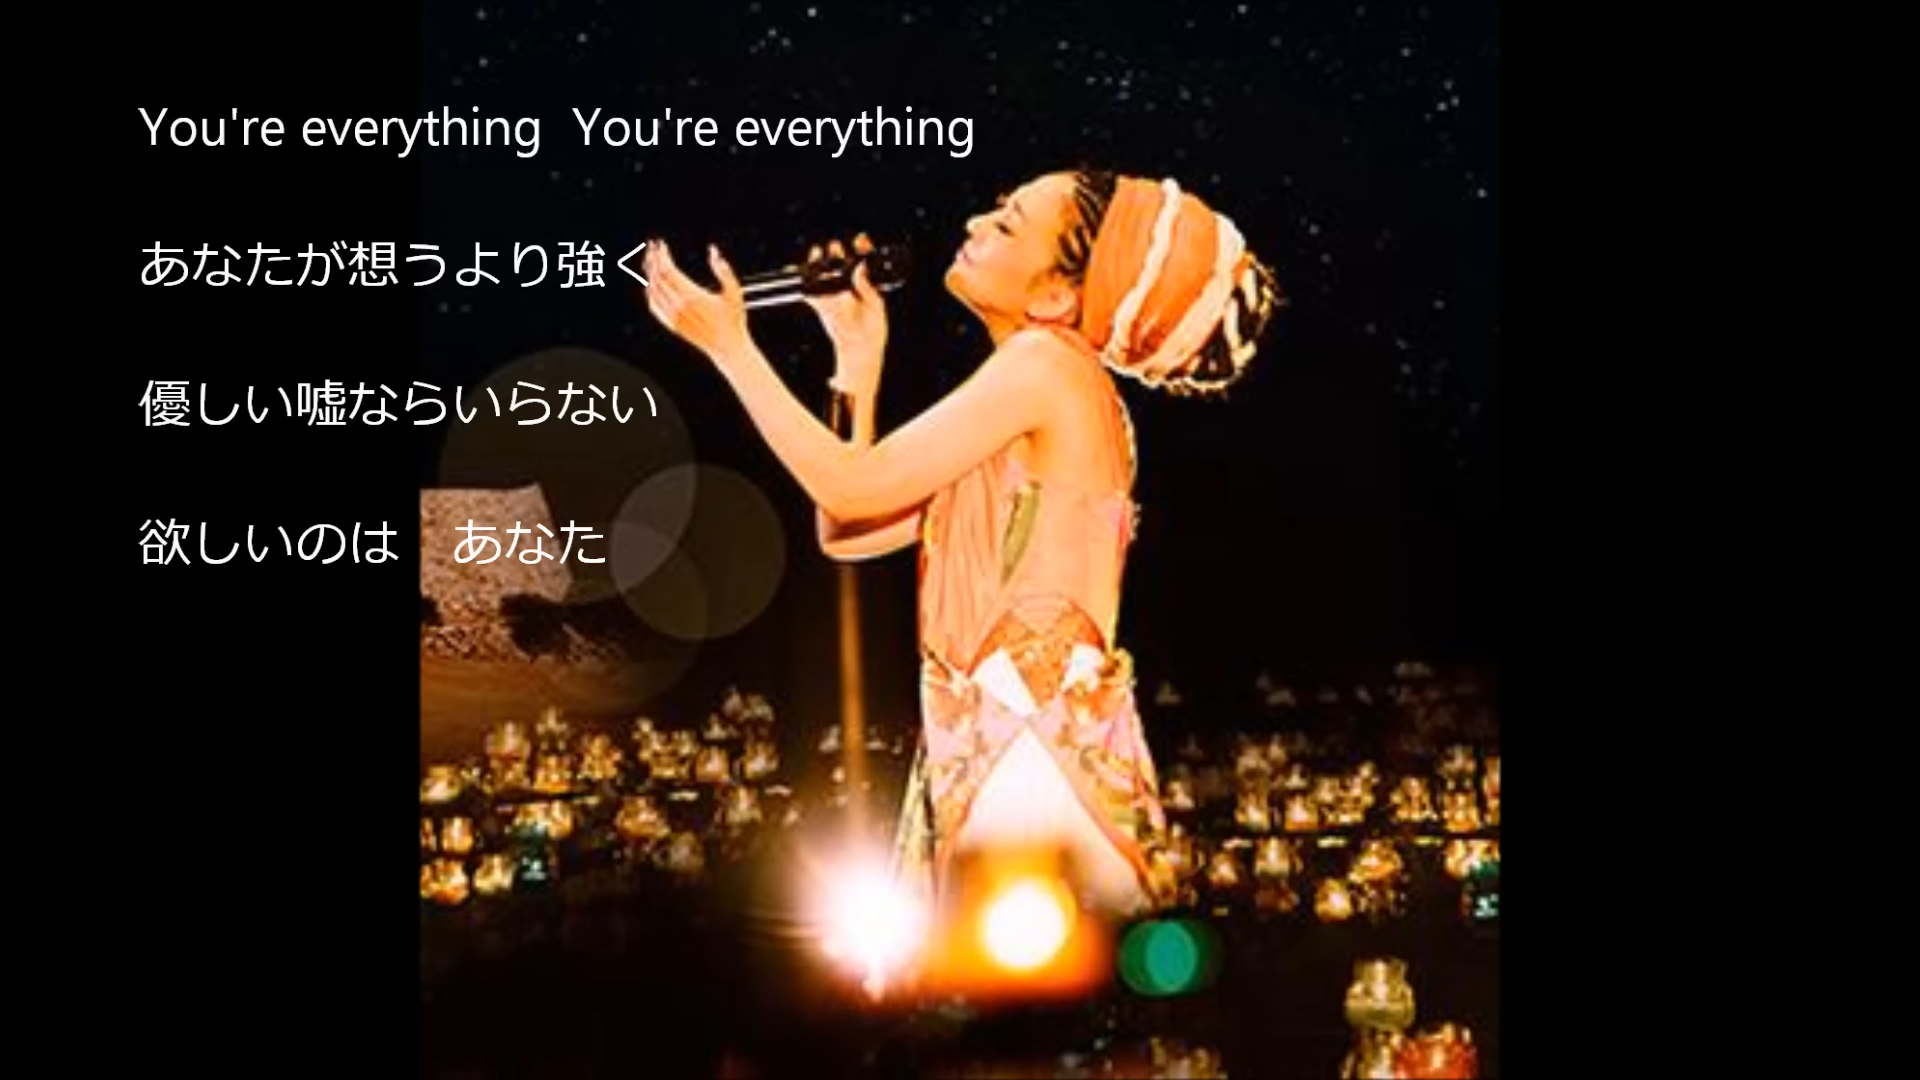 You're everything  You're everything
あなたが想うより強く
優しい嘘ならいらない
欲しいのは　あなた